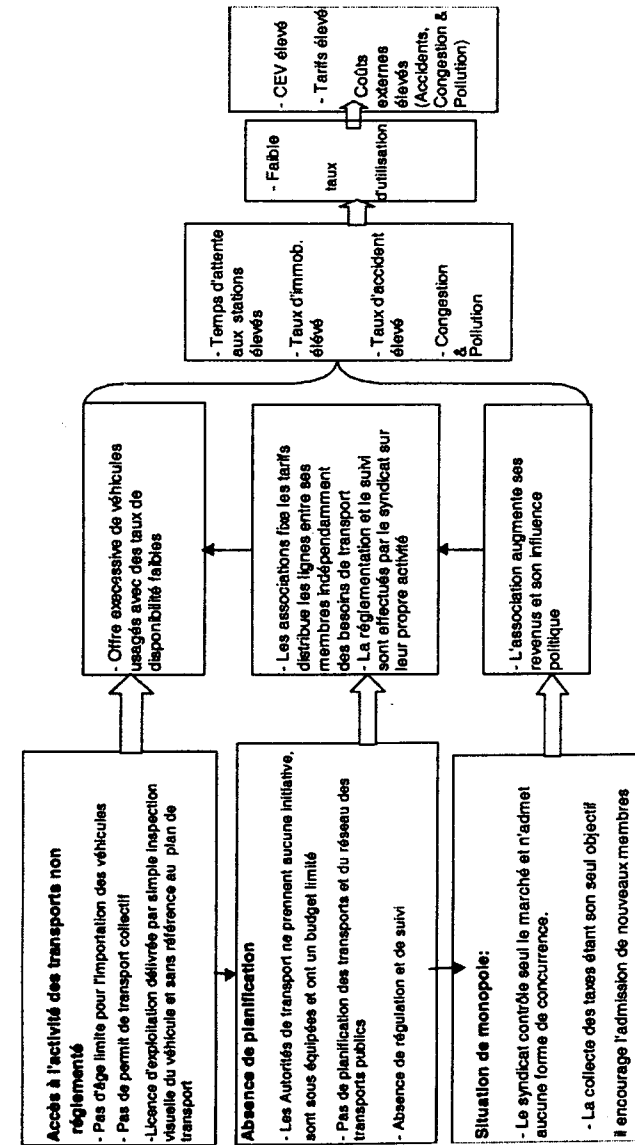 Accès à l'activité des transports non
réglementé
- Pas d'âge limite pour l'importation des véhicules
- Pas de permit de transport collectif
-Licence d'exploitation délivrée par simple inspection
visuelle du véhicule et sans référence au plan de
transport
Absence de planification
- Les Autorités de transport ne prennent aucune initiative,
sont sous équipées et ont un budget limité
- Pas de planification des transports et du réseau des
transports publics
- Absence de régulation et de suivi
Situation de monopole:
- Le syndicat contrôle seul le marché et n'admet
aucune forme de concurrence.
- La collecte des taxes étant son seul objectif
il encourage l'admission de nouveaux membres
- Offre execessive de véhicules
usagés avec des taux de
disponibilité faibles
- Les associations fixe les tarifs
distribue les lignes entre ses
membres indépendamment
des besoins de transport
- La réglementation et le suivi
sont effectués par le syndicat sur
leur propre activité
- L'association augmente ses
revenus et son influence
politique
- Temps d'attente
aux stations
élevés
- Taux d'immob.
élévé
- Taux d'accident
élevé
- Congestion
&
Pollution
- Faible
taux
d'utilisation
- CEV élevé
- Tarifs élevé
Coûts
externes
élevés
(Accidents,
Congestion &
Pollution)